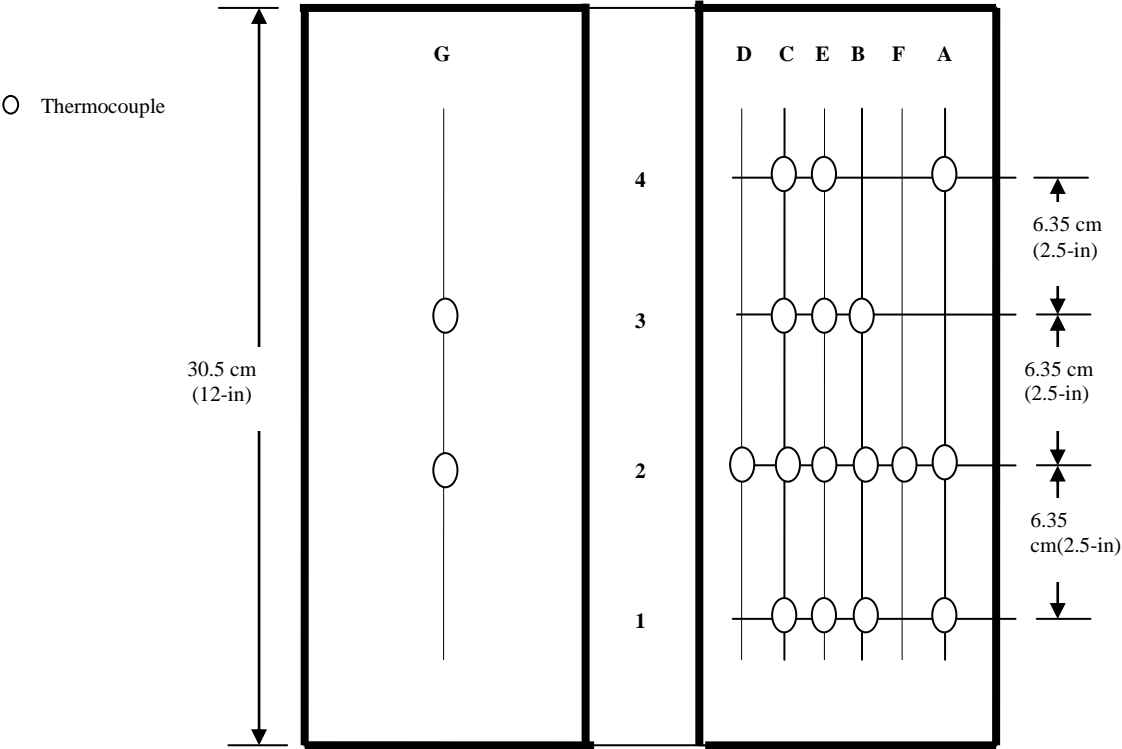 G
D C E B F A
Thermocouple
4
6.35 cm
(2.5-in)
3
30.5 cm
(12-in)
6.35 cm
(2.5-in)
2
6.35
cm(2.5-in)
1